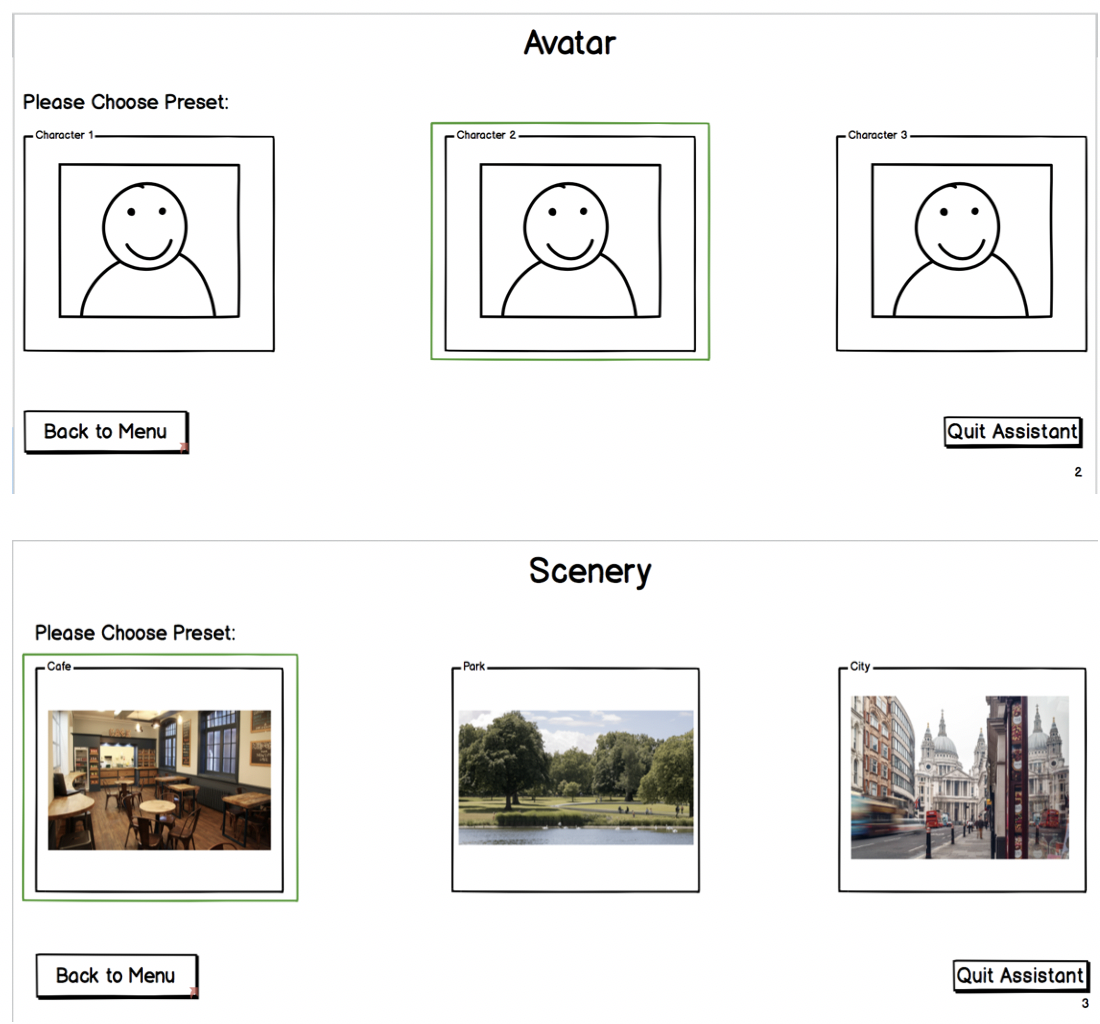 Avatar
Please Choose Preset:
Character 1
Character 2
Character 3
Back to Menu
Quit Assistant
2
Scenery
Please Choose Preset:
Cafe
Park
City
Back to Menu
Quit Assistant
3